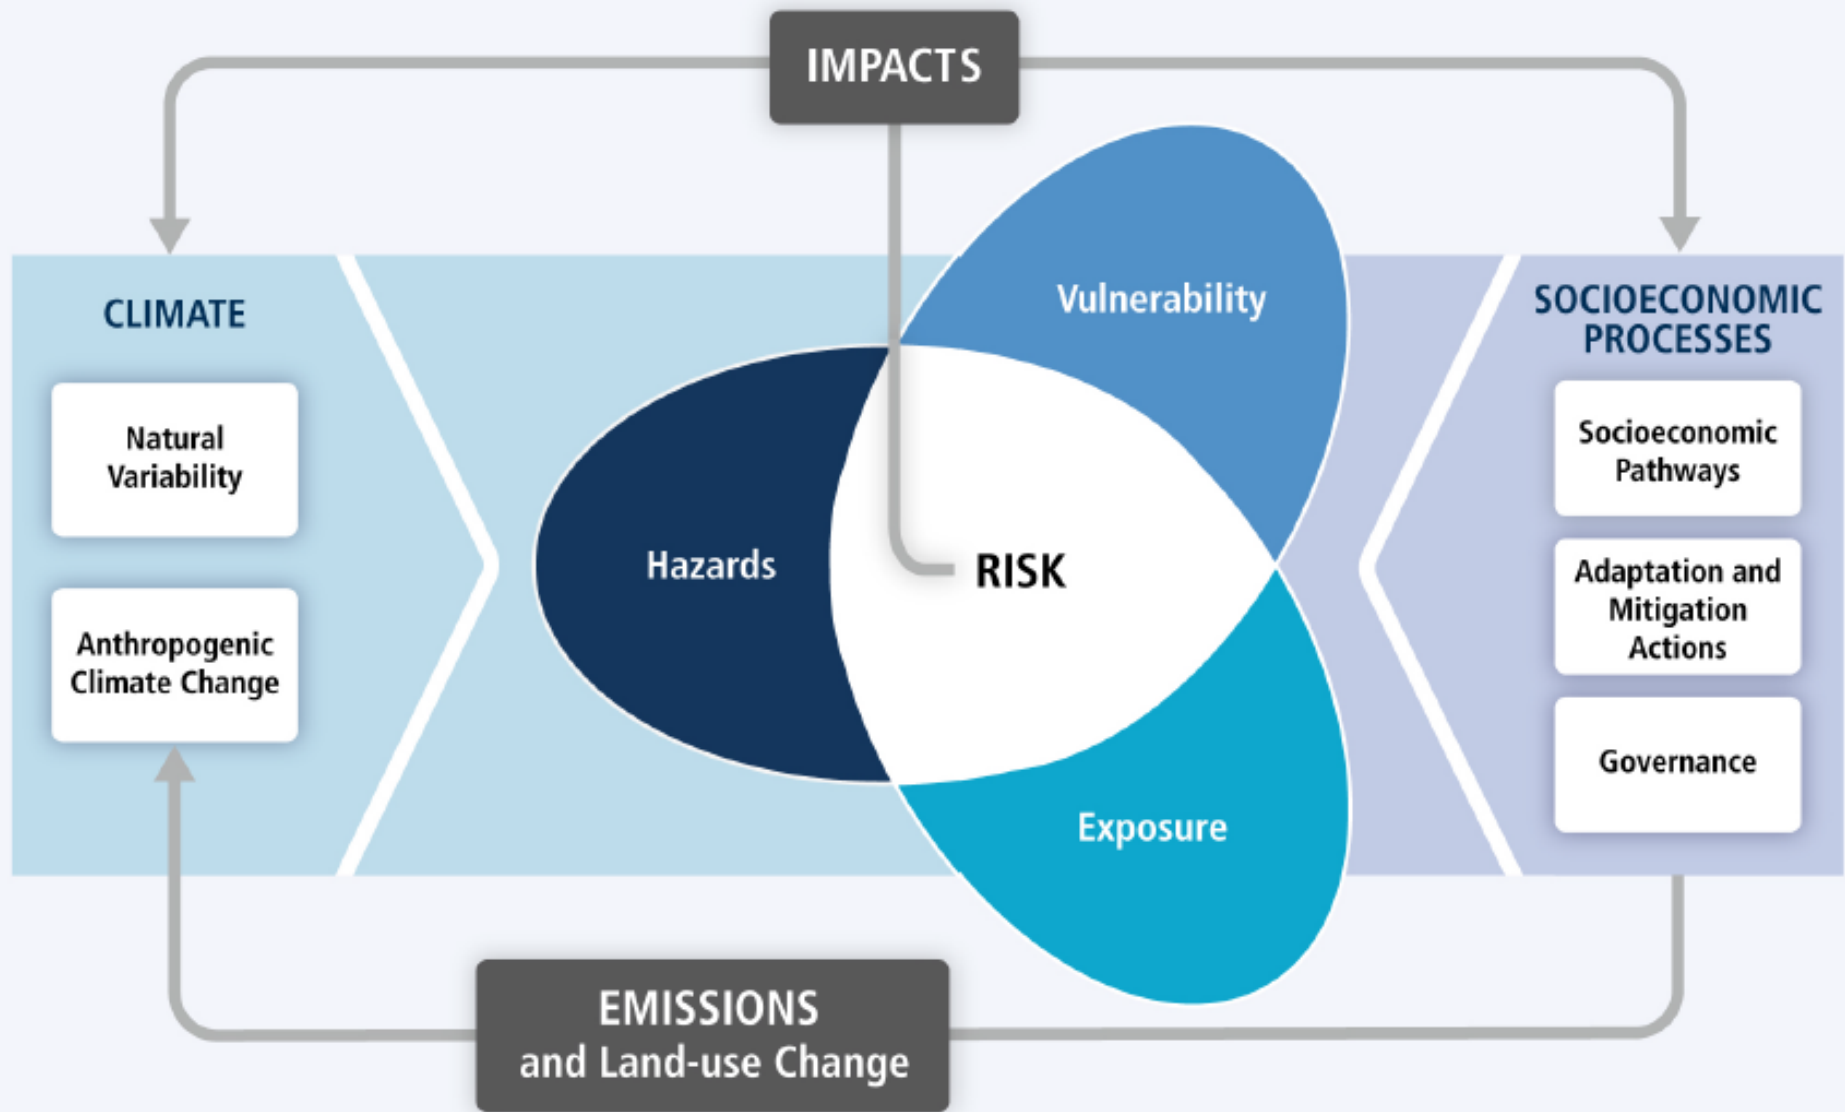 IMPACTS
CLIMATE
Natural
Variability
Anthropogenic
Climate Change
Vulnerability
Hazards
RISK
Exposure
SOCIOECONOMIC
PROCESSES
Socioeconomic
Pathways
Adaptation and
Mitigation
Actions
Governance
EMISSIONS
and Land-use Change